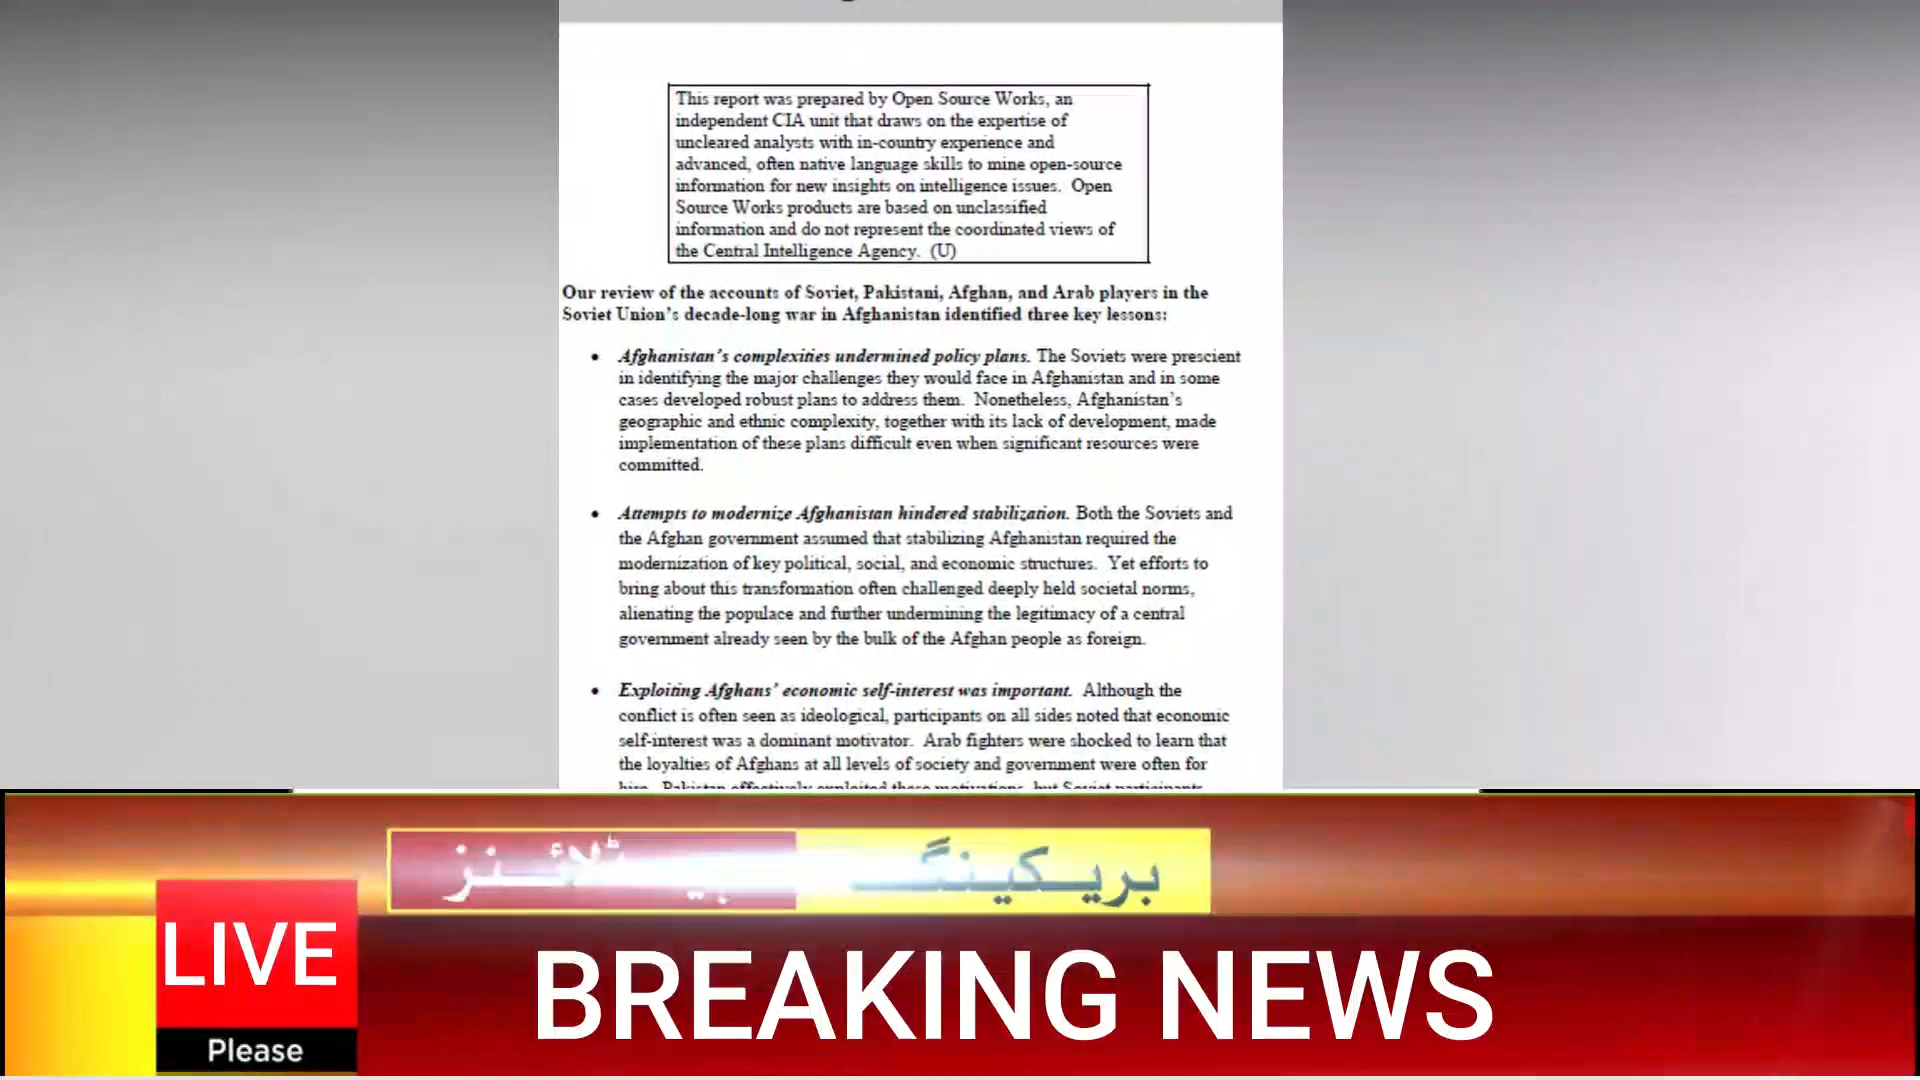 This report was prepared by Open Source Works, an
independent CIA unit that draws on the expertise of
uncleared analysts with in-country experience and
advanced, often native language skills to mine open-source
information for new insights on intelligence issues. Open
Source Works products are based on unclassified
information and do not represent the coordinated views of
the Central Intelligence Agency. (U)
Our review of the accounts of Soviet, Pakistani, Afghan, and Arab players in the
Soviet Union's decade-long war in Afghanistan identified three key lessons:
• Afghanistan's complexities undermined policy plans. The Soviets were prescient
in identifying the major challenges they would face in Afghanistan and in some
cases developed robust plans to address them. Nonetheless, Afghanistan's
geographic and ethnic complexity, together with its lack of development, made
implementation of these plans difficult even when significant resources were
committed.
• Attempts to modernize Afghanistan hindered stabilization. Both the Soviets and
the Afghan government assumed that stabilizing Afghanistan required the
modernization of key political, social, and economic structures. Yet efforts to
bring about this transformation often challenged deeply held societal norms,
alienating the populace and further undermining the legitimacy of a central
government already seen by the bulk of the Afghan people as foreign.
• Exploiting Afghans' economic self-interest was important. Although the
conflict is often seen as ideological, participants on all sides noted that economic
self-interest was a dominant motivator. Arab fighters were shocked to learn that
the loyalties of Afghans at all levels of society and government were often for
hire. Pakistan effectively exploited these motivations, but Soviet participants
بریکینگ
LIVE
BREAKING NEWS
Please